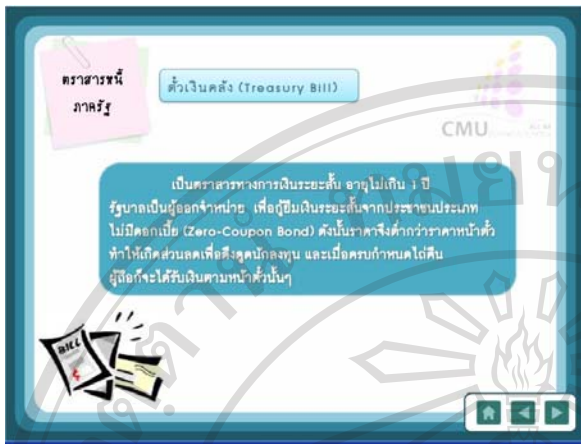 ตราสารหนี้
ภาครัฐ
ตั๋วเงินคลัง (Treasury Bill)
CMU
เป็นตราสารทางการเงินระยะสั้น อายุไม่เกิน 1 ปี
รัฐบาลเป็นผู้ออกจำหน่าย เพื่อกู้ยืมเงินระยะสั้นจากประชาชนประเภท
ไม่มีดอกเบี้ย (Zero-Coupon Bond) ดังนั้นราคาจึงต่ำกว่าราคาหน้าตั๋ว
ทำให้เกิดส่วนลดเพื่อดึงดูดนักลงทุน และเมื่อครบกำหนดไถ่คืน
ผู้ถือก็จะได้รับเงินตามหน้าตั๋วนั้นๆ
BILL